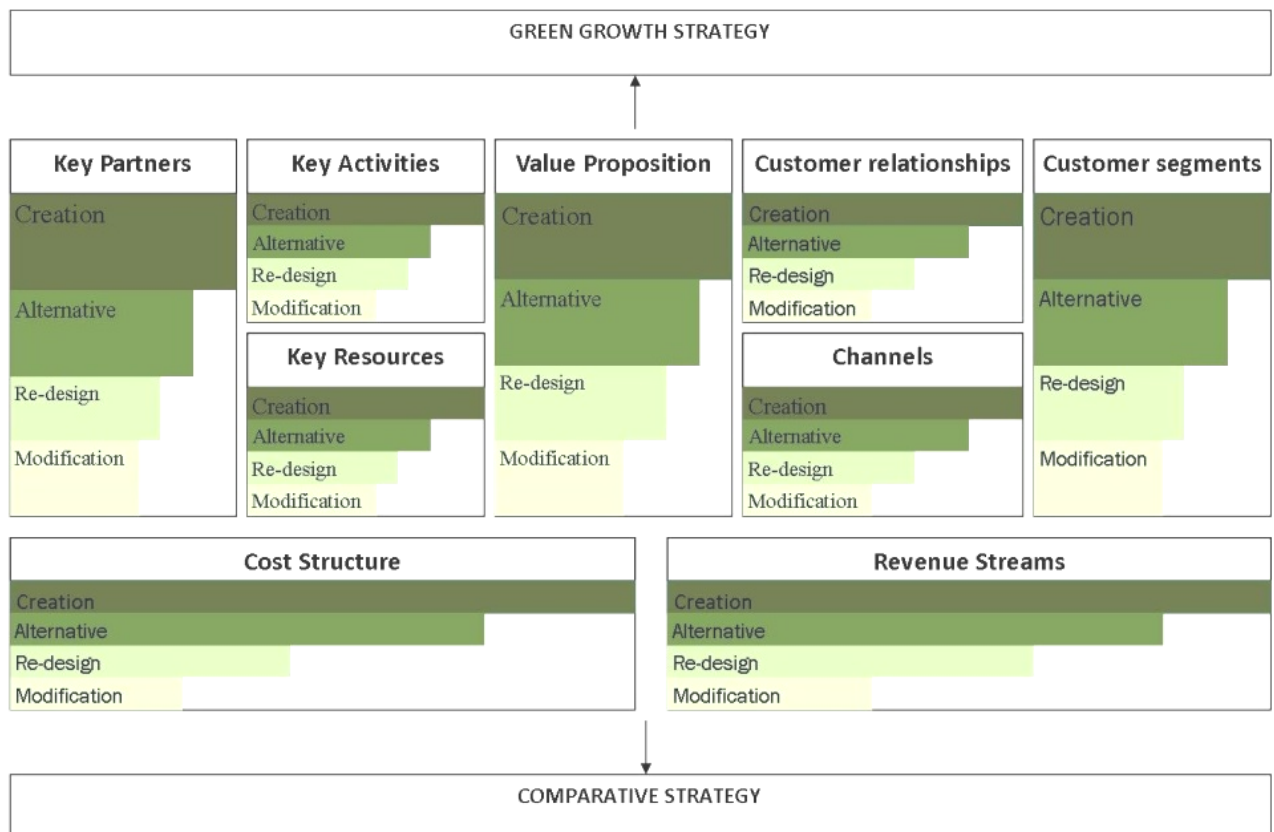 GREEN GROWTH STRATEGY
Key Partners
Creation
Alternative
Re-design
Modification
Key Activities
Creation
Alternative
Re-design
Modification
Key Resources
Creation
Alternative
Re-design
Modification
Value Proposition
Creation
Alternative
Re-design
Modification
Customer relationships
Creation
Alternative
Re-design
Modification
Channels
Creation
Alternative
Re-design
Modification
Customer segments
Creation
Alternative
Re-design
Modification
Cost Structure
Creation
Alternative
Re-design
Modification
Revenue Streams
Creation
Alternative
Re-design
Modification
COMPARATIVE STRATEGY